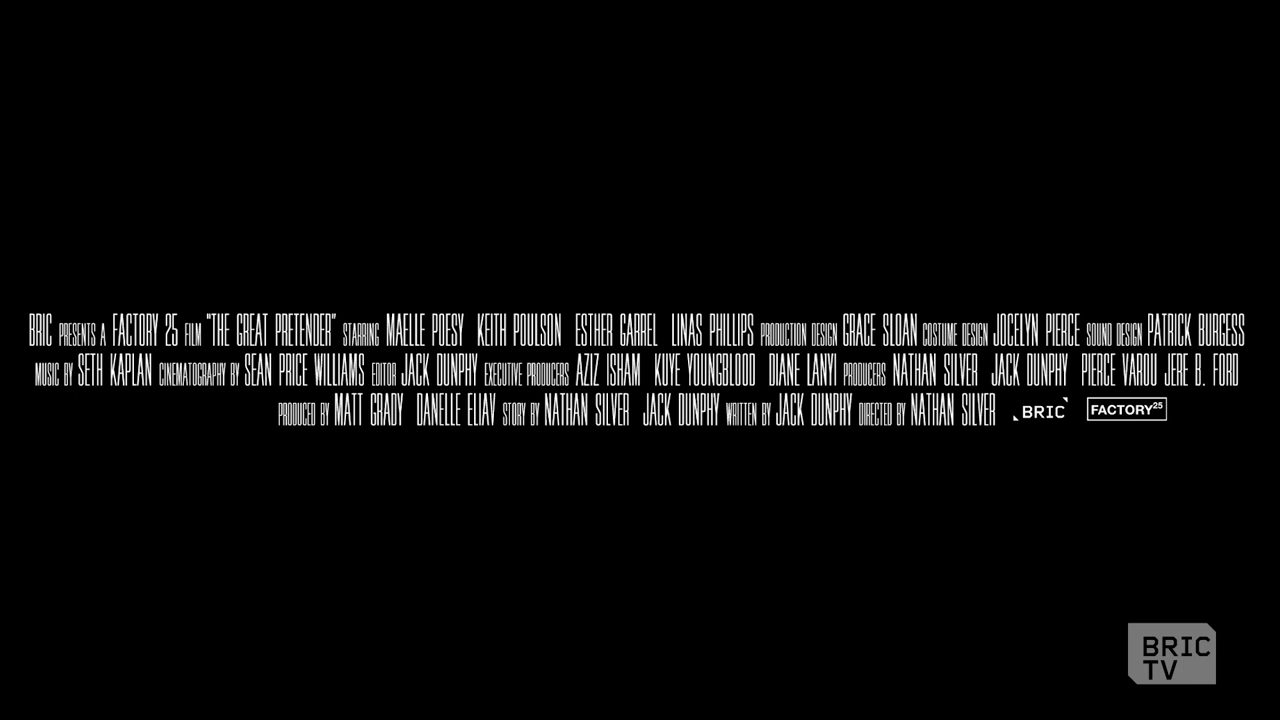 BRIC PRESENTS A FACTORY 25 FILM "THE GREAT PRETENDER" STARRING MAELLE POESY KEITH POULSON ESTHER GARREL LINAS PHILLIPS PRODUCTION DESIGN GRACE SLOAN COSTUME DESIGN JOCELYN PIERCE SOUND DESIGN PATRICK BURGESS
MUSIC BY SETH KAPLAN CINEMATOGRAPHY BY SEAN PRICE WILLIAMS EDITOR JACK DUNPHY EXECUTIVE PRODUCERS AZIZ ISHAM KUYE YOUNGBLOOD DIANE LANYI PRODUCERS NATHAN SILVER JACK DUNPHY PIERCE VAROU JERE B. FORD
PRODUCED BY MATT GRADY DANELLE ELIAV STORY BY NATHAN SILVER JACK DUNPHY WRITTEN BY JACK DUNPHY DIRECTED BY NATHAN SILVER BRIC FACTORY25
BRIC
TV